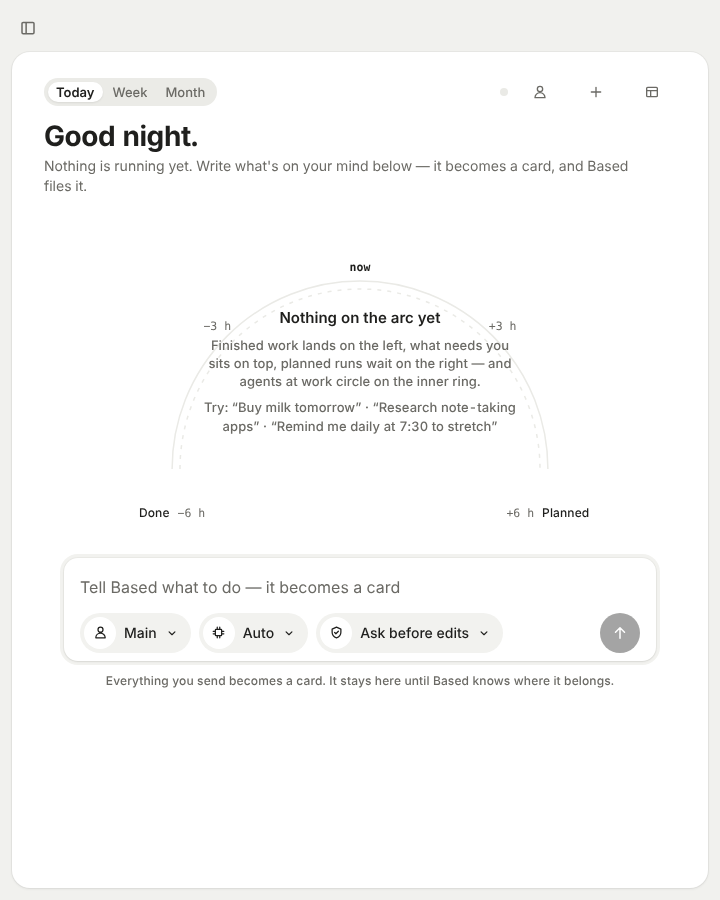 Today Week Month
Good night.
Nothing is running yet. Write what's on your mind below — it becomes a card, and Based
files it.
now
−3 h
+3 h
Nothing on the arc yet
Finished work lands on the left, what needs you
sits on top, planned runs wait on the right — and
agents at work circle on the inner ring.
Try: “Buy milk tomorrow” · “Research note-taking
apps” · “Remind me daily at 7:30 to stretch”
Done −6 h
+6 h Planned
Tell Based what to do — it becomes a card
Main Auto Ask before edits
Everything you send becomes a card. It stays here until Based knows where it belongs.